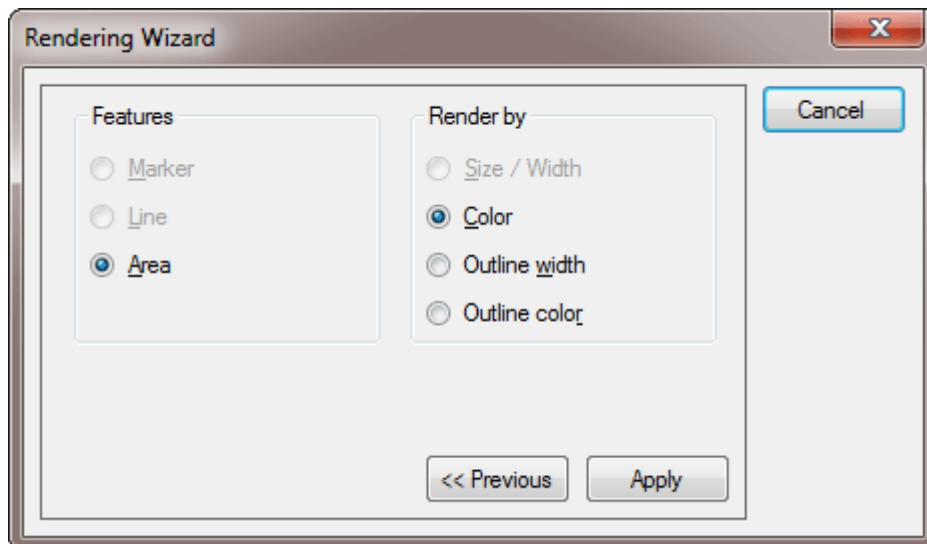 Rendering Wizard
Cancel
Features
Marker
Line
Area
Render by
Size / Width
Color
Outline width
Outline color
<< Previous
Apply